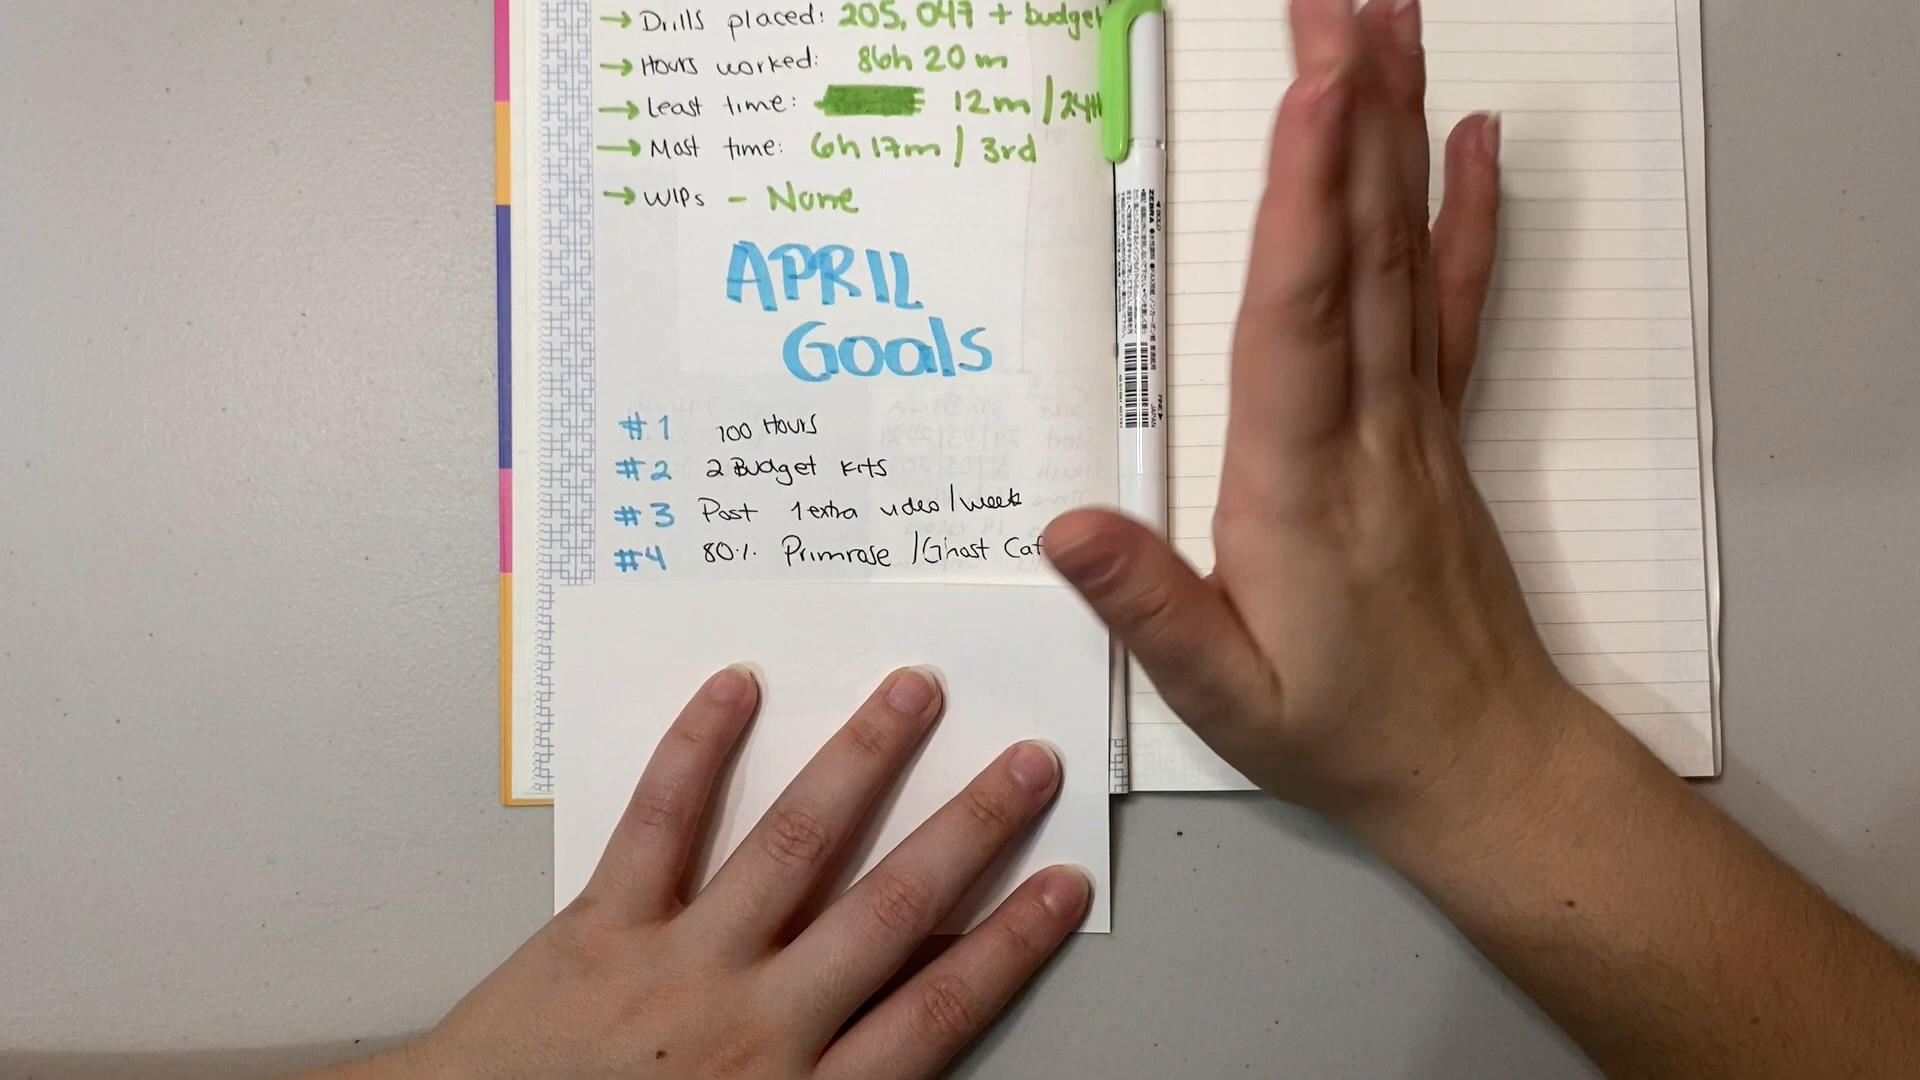 → Drills placed: 205,047 + budget
→ Hours worked: 86h 20m
→ Least time: 12m / 24th
→ Most time: 6h 17m / 3rd
→ WIPs - None
APRIL
Goals
#1 100 Hours
#2 2 Budget Kits
#3 Post 1 extra video/week
#4 80% Primrose /Ghost
ZEBRA
JAPAN